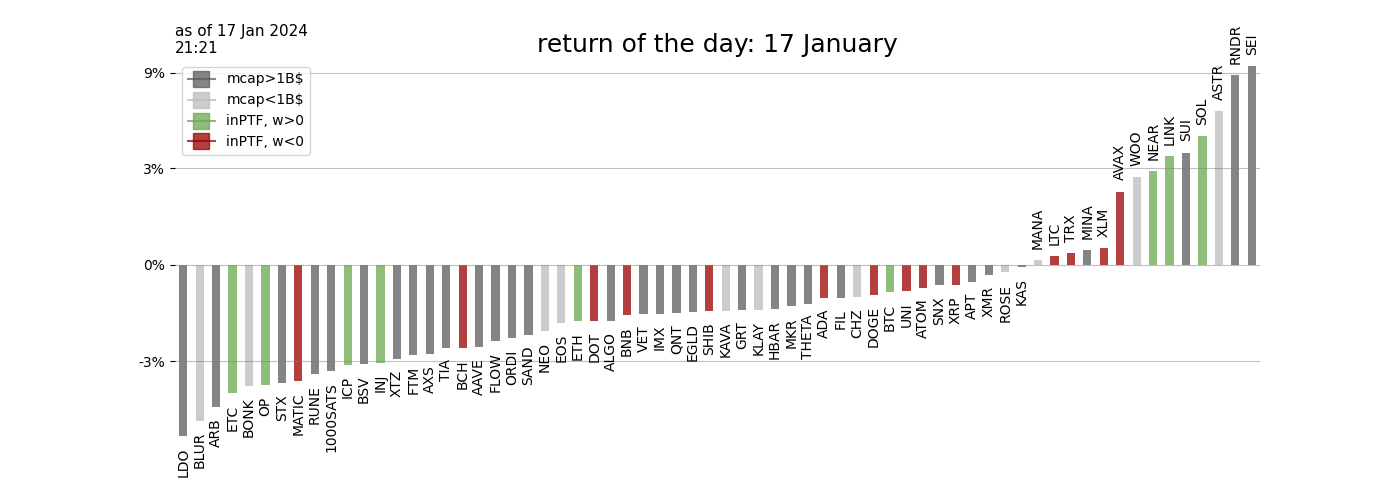 as of 17 Jan 2024
21:21
return of the day: 17 January
mcap>1B$
mcap<1B$
inPTF, w>0
inPTF, w<0
9%
3%
0%
-3%
LDO
BLUR
ARB
ETC
BONK
OP
STX
MATIC
RUNE
1000SATS
ICP
BSV
INJ
XTZ
FTM
AXS
TIA
BCH
AAVE
FLOW
ORDI
SAND
NEO
EOS
ETH
DOT
ALGO
BNB
VET
IMX
QNT
EGLD
SHIB
KAVA
GRT
KLAY
HBAR
MKR
THETA
ADA
FIL
CHZ
DOGE
BTC
UNI
ATOM
SNX
XRP
APT
XMR
ROSE
KAS
MANA
LTC
TRX
MINA
XLM
AVAX
WOO
NEAR
LINK
SUI
SOL
ASTR
RNDR
SEI